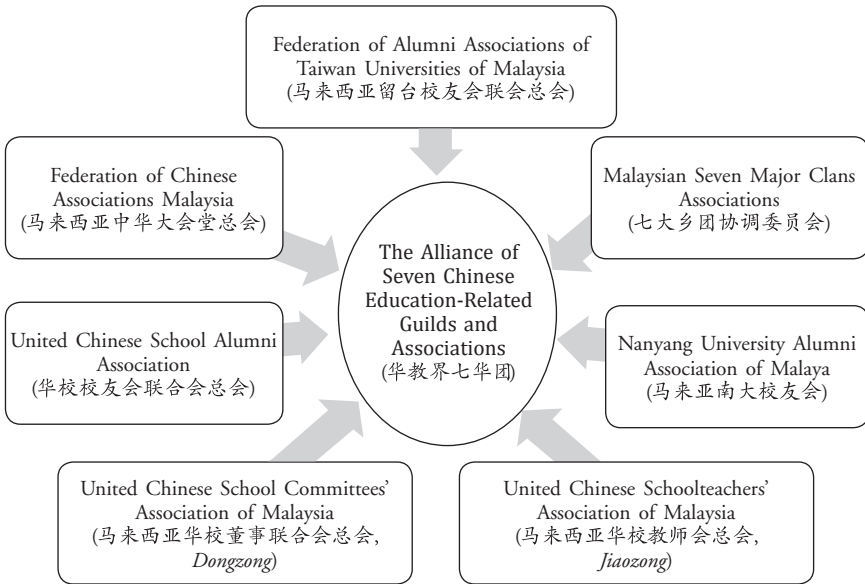 Federation of Alumni Associations of
Taiwan Universities of Malaysia
(马来西亚留台校友会联会总会)
Federation of Chinese
Associations Malaysia
(马来西亚中华大会堂总会)
Malaysian Seven Major Clans
Associations
(七大乡团协调委员会)
The Alliance of
Seven Chinese
Education-Related
Guilds and
Associations
(华教界七华团)
United Chinese School Alumni
Association
(华校校友会联合会总会)
Nanyang University Alumni
Association of Malaya
(马来亚南大校友会)
United Chinese School Committees’
Association of Malaysia
(马来西亚华校董事联合会总会,
Dongzong)
United Chinese Schoolteachers’
Association of Malaysia
(马来西亚华校教师会总会,
Jiaozong)